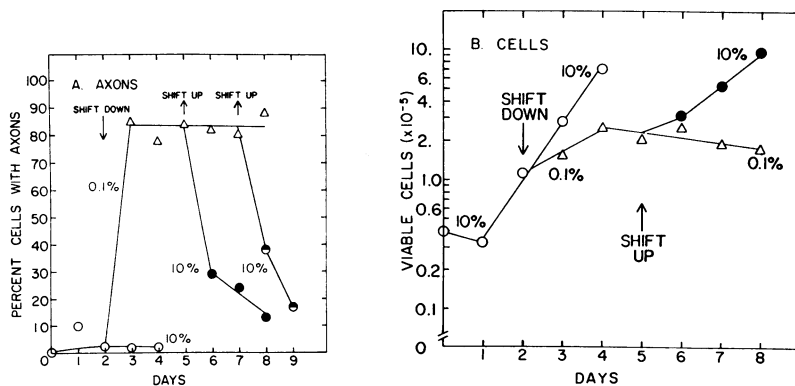 A. AXONS
PERCENT CELLS WITH AXONS
100
90
80
70
60
50
40
30
20
10
0
SHIFT DOWN
SHIFT UP
SHIFT UP
0.1%
10%
10%
10%
0 1 2 3 4 5 6 7 8 9
DAYS
B. CELLS
VIABLE CELLS (x10⁻⁵)
10.
6.
4.
2.
1.0
0.6
0.4
0.2
0.1
0
10%
SHIFT
DOWN
10%
0.1%
10%
0.1%
SHIFT
UP
1 2 3 4 5 6 7 8
DAYS